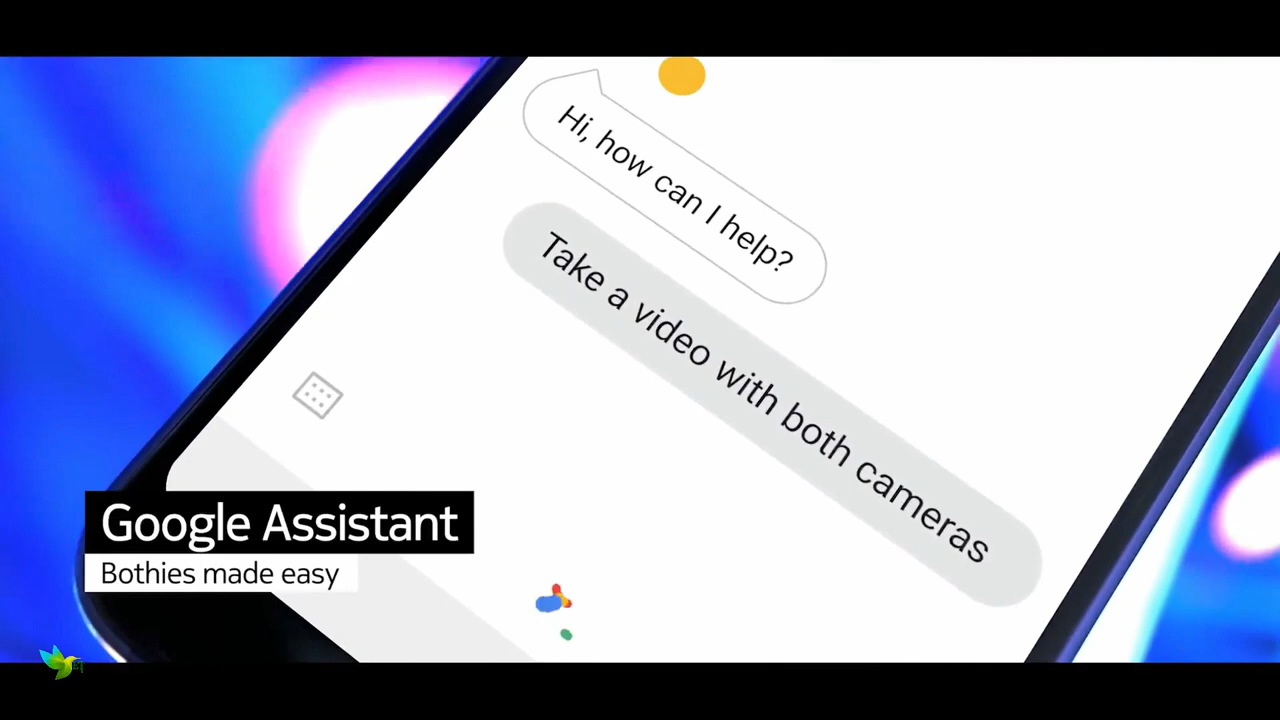 Hi, how can I help?
Take a video with both cameras
Google Assistant
Bothies made easy